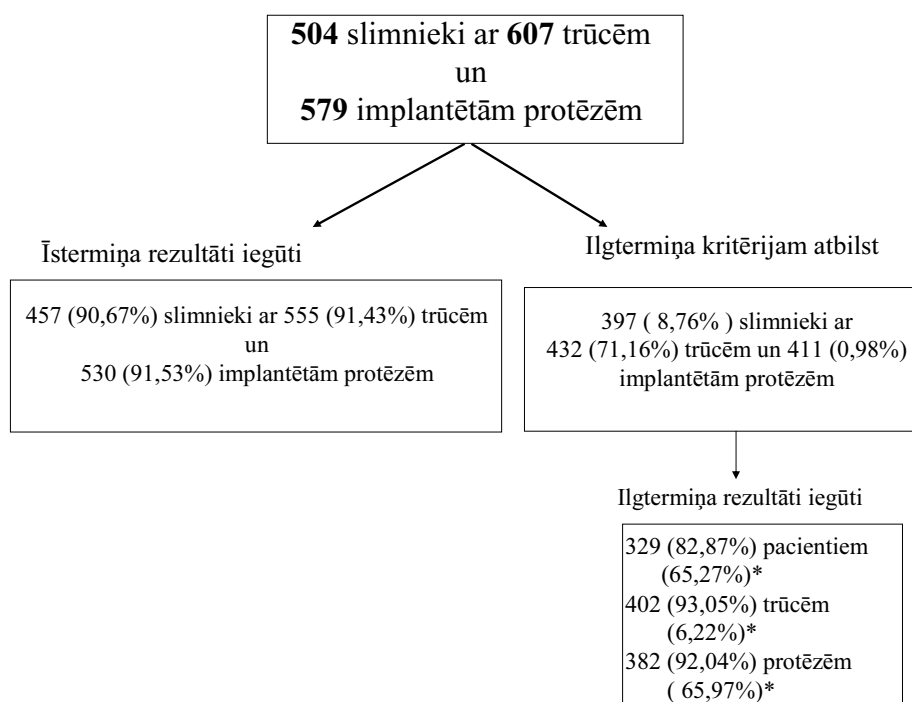 504 slimnieki ar 607 trūcēm
un
579 implantētām protēzēm
Īstermiņa rezultāti iegūti
457 (90,67%) slimnieki ar 555 (91,43%) trūcēm
un
530 (91,53%) implantētām protēzēm
Ilgtermiņa kritērijam atbilst
397 ( 8,76% ) slimnieki ar
432 (71,16%) trūcēm un 411 (0,98%)
implantētām protēzēm
Ilgtermiņa rezultāti iegūti
329 (82,87%) pacientiem
(65,27%)*
402 (93,05%) trūcēm
(6,22%)*
382 (92,04%) protēzēm
( 65,97%)*